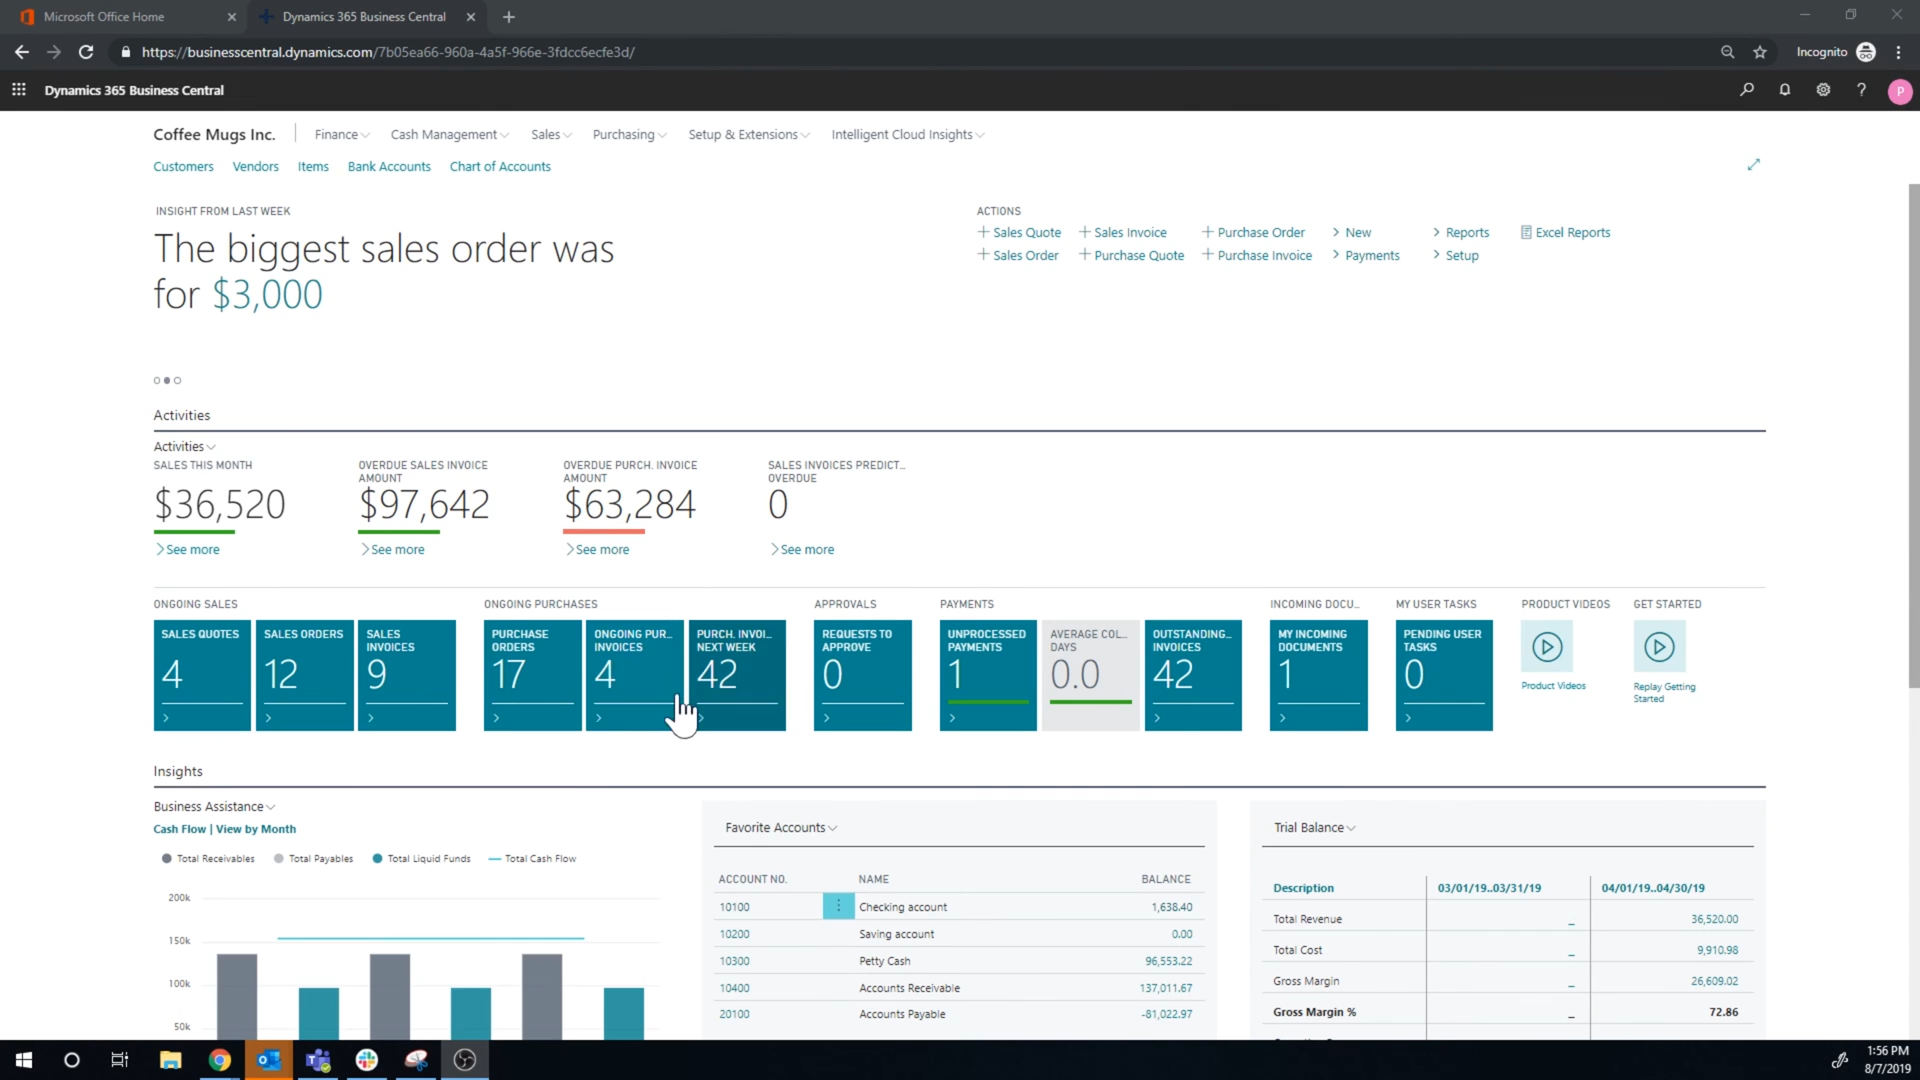 Microsoft Office Home
Dynamics 365 Business Central
https://businesscentral.dynamics.com/7b05ea66-960a-4a5f-966e-3fdcc6ecfe3d/
Incognito
Dynamics 365 Business Central
P
Coffee Mugs Inc.
Finance
Cash Management
Sales
Purchasing
Setup & Extensions
Intelligent Cloud Insights
Customers
Vendors
Items
Bank Accounts
Chart of Accounts
INSIGHT FROM LAST WEEK
The biggest sales order was
for $3,000
ACTIONS
Sales Quote
Sales Invoice
Purchase Order
New
Reports
Excel Reports
Sales Order
Purchase Quote
Purchase Invoice
Payments
Setup
Activities
Activities
SALES THIS MONTH
$36,520
See more
OVERDUE SALES INVOICE
AMOUNT
$97,642
See more
OVERDUE PURCH. INVOICE
AMOUNT
$63,284
See more
SALES INVOICES PREDICT...
OVERDUE
0
See more
ONGOING SALES
SALES QUOTES
4
SALES ORDERS
12
SALES
INVOICES
9
ONGOING PURCHASES
PURCHASE
ORDERS
17
ONGOING PUR...
INVOICES
4
PURCH. INVOI...
NEXT WEEK
42
APPROVALS
REQUESTS TO
APPROVE
0
PAYMENTS
UNPROCESSED
PAYMENTS
1
AVERAGE COL...
DAYS
0.0
OUTSTANDING...
INVOICES
42
INCOMING DOCU...
MY INCOMING
DOCUMENTS
1
MY USER TASKS
PENDING USER
TASKS
0
PRODUCT VIDEOS
Product Videos
GET STARTED
Replay Getting
Started
Insights
Business Assistance
Cash Flow | View by Month
Total Receivables
Total Payables
Total Liquid Funds
Total Cash Flow
200k
150k
100k
50k
Favorite Accounts
ACCOUNT NO. NAME BALANCE
10100 Checking account 1,638.40
10200 Saving account 0.00
10300 Petty Cash 96,553.22
10400 Accounts Receivable 137,011.67
20100 Accounts Payable -81,022.97
Trial Balance
Description 03/01/19..03/31/19 04/01/19..04/30/19
Total Revenue _ 36,520.00
Total Cost _ 9,910.98
Gross Margin _ 26,609.02
Gross Margin % _ 72.86
1:56 PM
8/7/2019